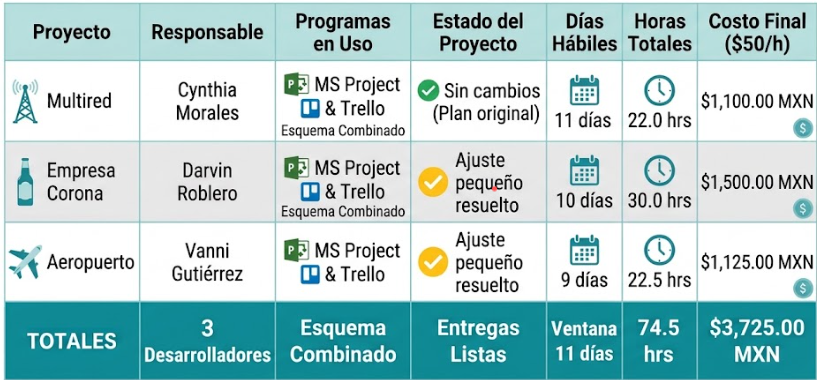 Proyecto
Responsable
Programas
en Uso
Estado del
Proyecto
Días
Hábiles
Horas
Totales
Costo Final
($50/h)
Multired
Cynthia
Morales
MS Project
& Trello
Esquema Combinado
Sin cambios
(Plan original)
11 días
22.0 hrs
$1,100.00 MXN
$
Empresa
Corona
Darvin
Roblero
MS Project
& Trello
Esquema Combinado
Ajuste
pequeño
resuelto
10 días
30.0 hrs
$1,500.00 MXN
$
Aeropuerto
Vanni
Gutiérrez
MS Project
& Trello
Ajuste
pequeño
resuelto
9 días
22.5 hrs
$1,125.00 MXN
$
TOTALES
3
Desarrolladores
Esquema
Combinado
Entregas
Listas
Ventana
11 días
74.5
hrs
$3,725.00
MXN